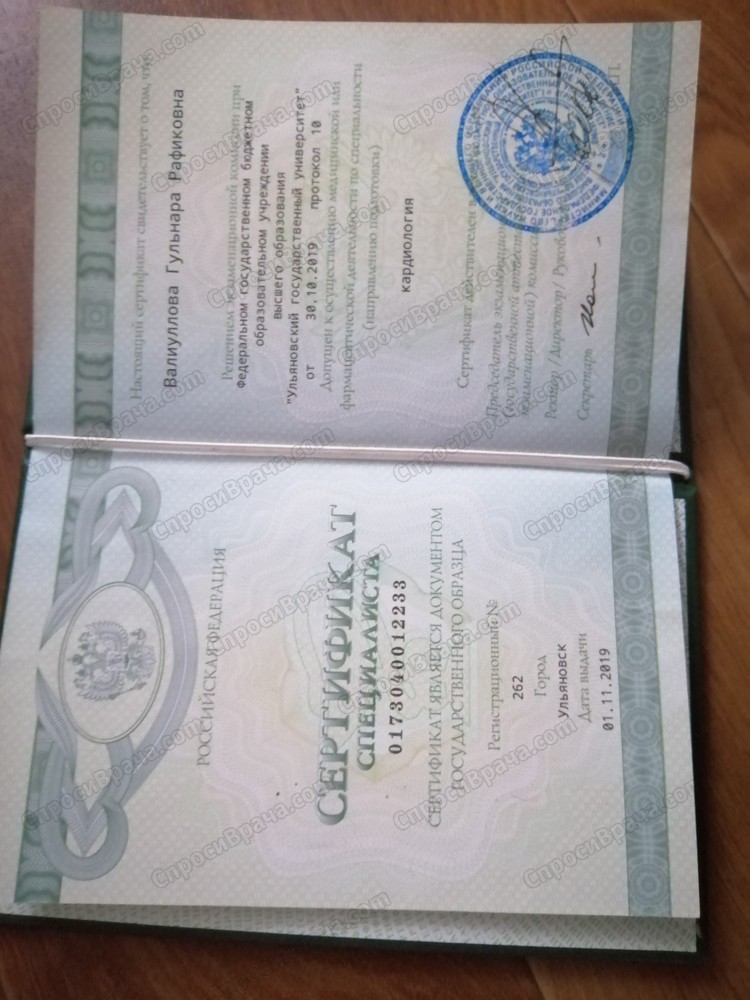 РОССИЙСКАЯ ФЕДЕРАЦИЯ
СЕРТИФИКАТ
СПЕЦИАЛИСТА
0173040012233
СЕРТИФИКАТ ЯВЛЯЕТСЯ ДОКУМЕНТОМ
ГОСУДАРСТВЕННОГО ОБРАЗЦА
Регистрационный №
262
Город
Ульяновск
Дата выдачи
01.11.2019
Настоящий сертификат свидетельствует о том, что
Валиуллова Гульнара Рафиковна
Решением экзаменационной комиссии при
Федеральном государственном бюджетном
образовательном учреждении
высшего образования
"Ульяновский государственный университет"
от 30.10.2019 протокол 10
Допущен к осуществлению медицинской или
фармацевтической деятельности по специальности
(направлению подготовки)
кардиология
Сертификат действителен в
Председатель экзаменационной
(государственной аттестационной
экзаменационной) комиссии
Ректор /Директор/ Руководитель
Секретарь
М.П.
СпросиВрача.com